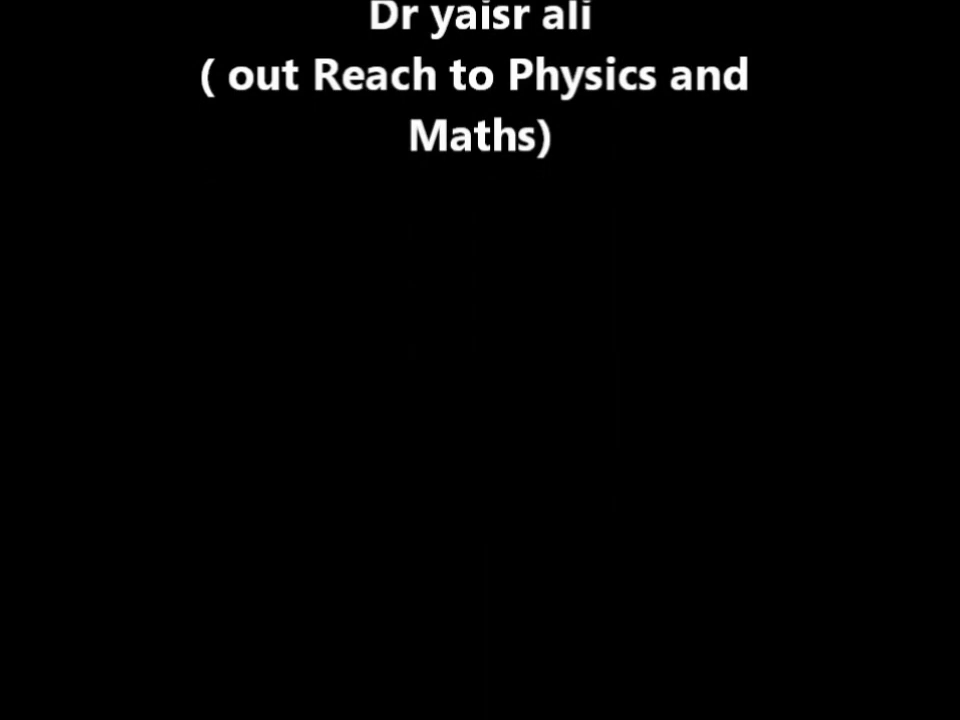 Dr yaisr ali
( out Reach to Physics and
Maths)